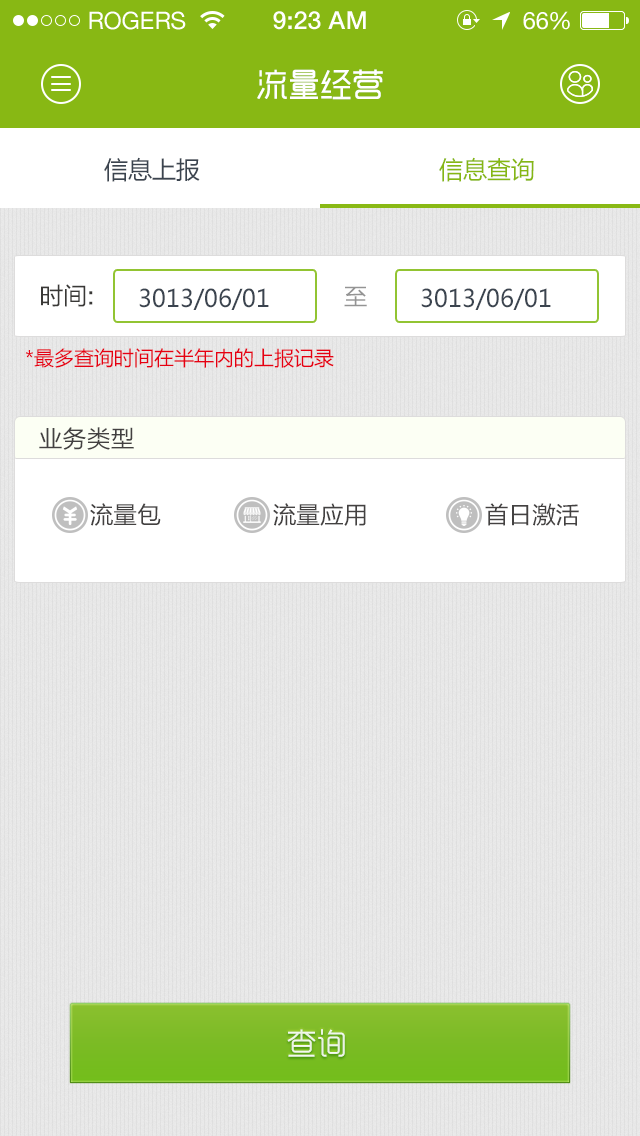 ROGERS 9:23 AM 66%
流量经营
信息上报 信息查询
时间: 3013/06/01 至 3013/06/01
*最多查询时间在半年内的上报记录
业务类型
流量包 流量应用 首日激活
查询